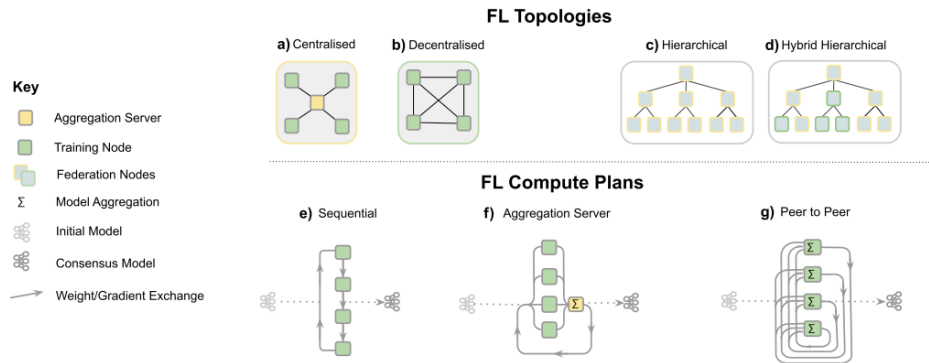 FL Topologies
a) Centralised
b) Decentralised
c) Hierarchical
d) Hybrid Hierarchical
Key
Aggregation Server
Training Node
Federation Nodes
Σ Model Aggregation
Initial Model
Consensus Model
Weight/Gradient Exchange
FL Compute Plans
e) Sequential
f) Aggregation Server
g) Peer to Peer
Σ
Σ
Σ
Σ
Σ